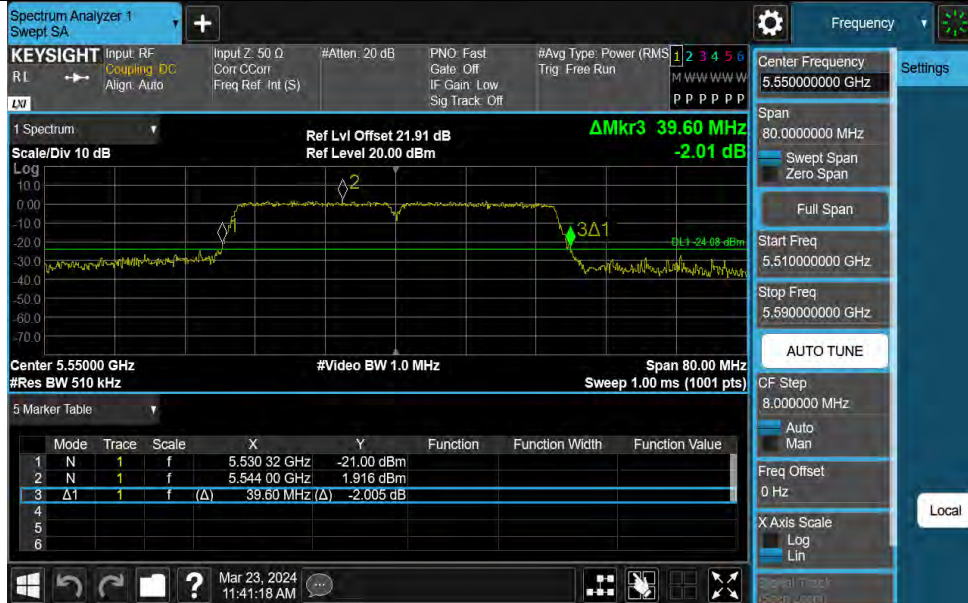 Spectrum Analyzer 1
Swept SA
+
Frequency
KEYSIGHT
Input: RF
Coupling: DC
Align: Auto
Input Z: 50 Ω
Corr CCorr
Freq Ref: Int (S)
#Atten: 20 dB
PNO: Fast
Gate: Off
IF Gain: Low
Sig Track: Off
#Avg Type: Power (RMS
Trig: Free Run
1 2 3 4 5 6
M W W W W W
P P P P P P
R L
LXI
Center Frequency
5.550000000 GHz
Settings
Span
80.0000000 MHz
Swept Span
Zero Span
Full Span
Start Freq
5.510000000 GHz
Stop Freq
5.590000000 GHz
AUTO TUNE
CF Step
8.000000 MHz
Auto
Man
Freq Offset
0 Hz
X Axis Scale
Log
Lin
Signal Track
(Span Zoom)
Local
1 Spectrum
Scale/Div 10 dB
Ref Lvl Offset 21.91 dB
Ref Level 20.00 dBm
ΔMkr3 39.60 MHz
-2.01 dB
Log
10.0
0.00
-10.0
-20.0
-30.0
-40.0
-50.0
-60.0
-70.0
1
2
3Δ1
DL1 -24.08 dBm
Center 5.55000 GHz
#Video BW 1.0 MHz
Span 80.00 MHz
#Res BW 510 kHz
Sweep 1.00 ms (1001 pts)
5 Marker Table
Mode Trace Scale X Y Function Function Width Function Value
1 N 1 f 5.530 32 GHz -21.00 dBm
2 N 1 f 5.544 00 GHz 1.916 dBm
3 Δ1 1 f (Δ) 39.60 MHz (Δ) -2.005 dB
4
5
6
?
Mar 23, 2024
11:41:18 AM